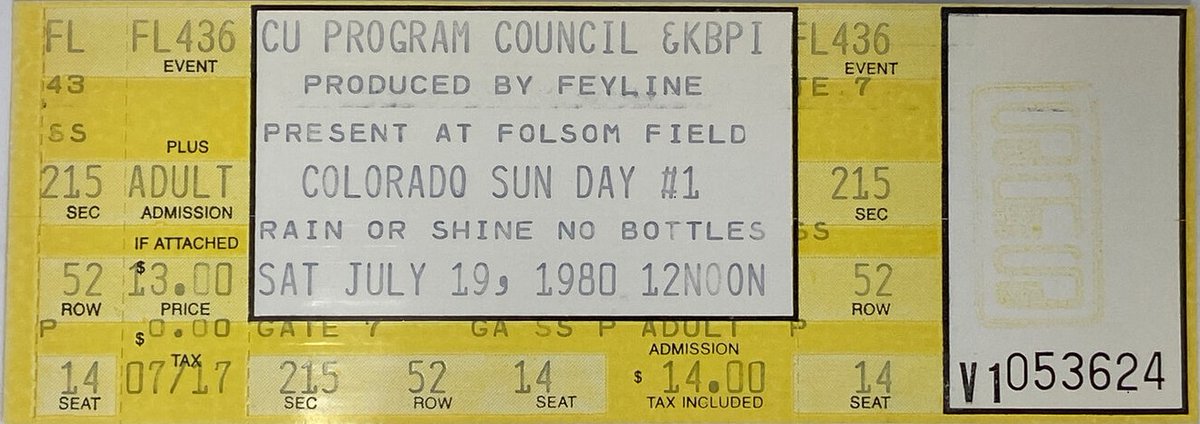 FL FL436 CU PROGRAM COUNCIL &KBPI FL436
EVENT EVENT
43 PRODUCED BY FEYLINE TE 7
SS PRESENT AT FOLSOM FIELD
PLUS
215 ADULT COLORADO SUN DAY #1 215
SEC ADMISSION SEC
RAIN OR SHINE NO BOTTLES SS
IF ATTACHED
52 $13.00 SAT JULY 19, 1980 12NOON 52
ROW PRICE ROW
P $0.00 GATE 7 GA SS P ADULT P
TAX ADMISSION
14 07/17 215 52 14 $14.00 14
SEAT SEC ROW SEAT TAX INCLUDED SEAT
V1053624